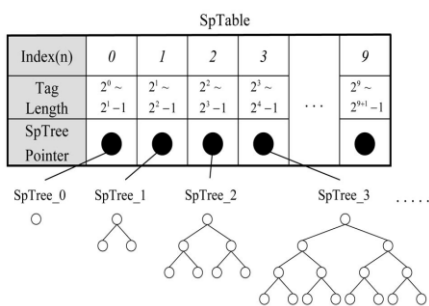 SpTable
Index(n) 0 1 2 3 9
Tag Length 2⁰ ~ 2¹−1 2¹ ~ 2²−1 2² ~ 2³−1 2³ ~ 2⁴−1 . . . 2⁹ ~ 2⁹⁺¹−1
SpTree Pointer
SpTree_0 SpTree_1 SpTree_2 SpTree_3 . . . . .